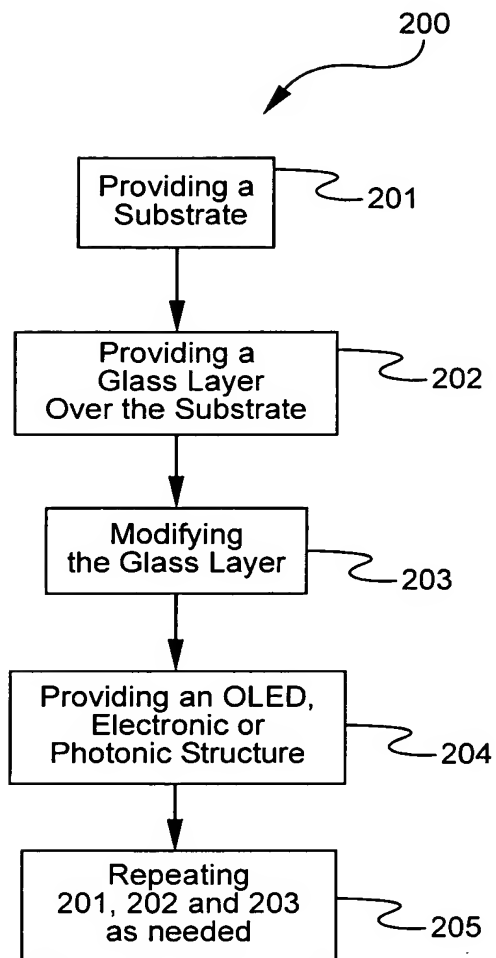 200
Providing a
Substrate
201
Providing a
Glass Layer
Over the Substrate
202
Modifying
the Glass Layer
203
Providing an OLED,
Electronic or
Photonic Structure
204
Repeating
201, 202 and 203
as needed
205